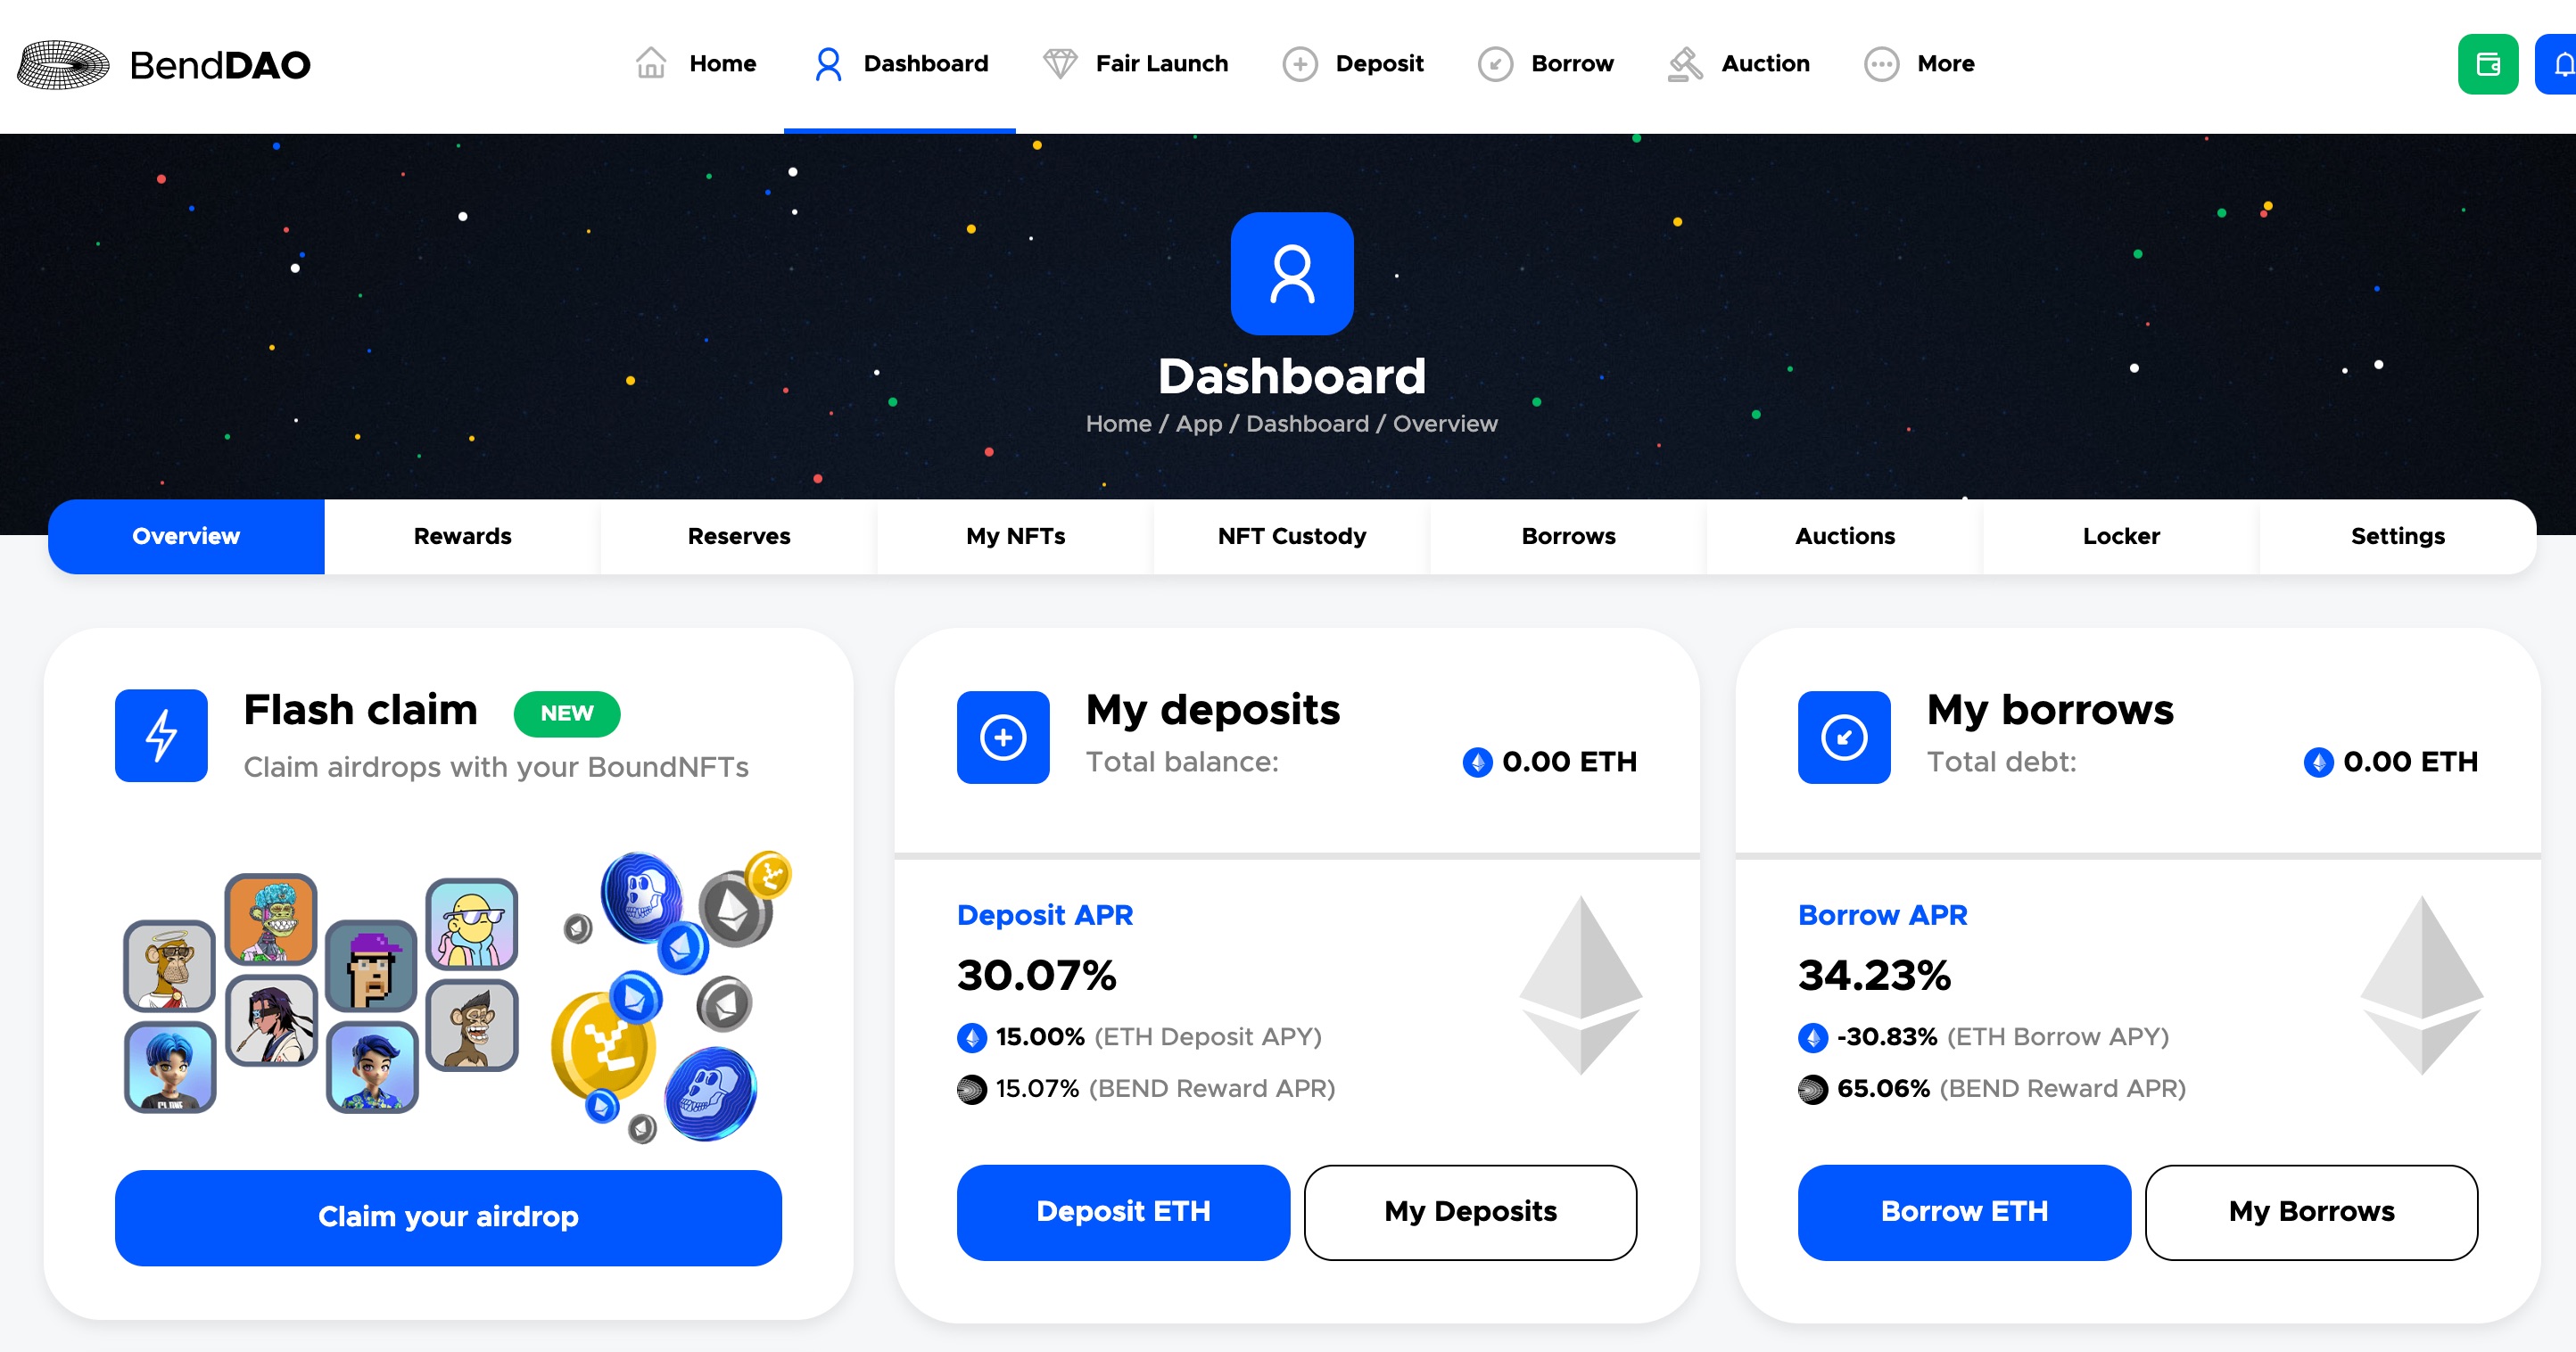 BendDAO
Home
Dashboard
Fair Launch
Deposit
Borrow
Auction
More
Dashboard
Home / App / Dashboard / Overview
Overview
Rewards
Reserves
My NFTs
NFT Custody
Borrows
Auctions
Locker
Settings
Flash claim NEW
Claim airdrops with your BoundNFTs
Claim your airdrop
My deposits
Total balance: 0.00 ETH
Deposit APR
30.07%
15.00% (ETH Deposit APY)
15.07% (BEND Reward APR)
Deposit ETH
My Deposits
My borrows
Total debt: 0.00 ETH
Borrow APR
34.23%
-30.83% (ETH Borrow APY)
65.06% (BEND Reward APR)
Borrow ETH
My Borrows